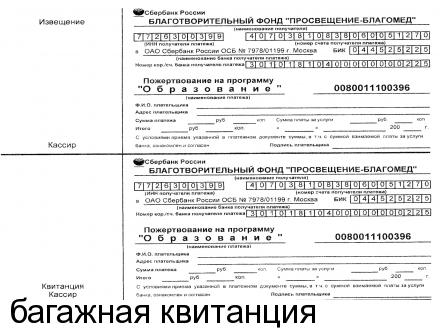 Извещение
Кассир
Сбербанк России
БЛАГОТВОРИТЕЛЬНЫЙ ФОНД "ПРОСВЕЩЕНИЕ-БЛАГОМЕД"
(наименование получателя)
7726300399 40703810838060051270
(ИНН получателя платежа) (номер счета получателя платежа)
в ОАО Сбербанк России ОСБ № 7978/01199 г. Москва БИК 044525225
(наименование банка получателя платежа)
Номер кор./сч. банка получателя платежа 30101810400000000225
Пожертвование на программу
"Образование" 0080011100396
(наименование платежа)
Ф.И.О. плательщика
Адрес плательщика
Сумма платежа руб коп Сумма платы за услуги руб коп
Итого руб коп " " 200 г.
С условиями приема указанной в платежном документе суммы, в т.ч. с суммой взимаемой платы за услуги
банка, ознакомлен и согласен Подпись плательщика
Квитанция
Кассир
Сбербанк России
БЛАГОТВОРИТЕЛЬНЫЙ ФОНД "ПРОСВЕЩЕНИЕ-БЛАГОМЕД"
(наименование получателя)
7726300399 40703810838060051270
(ИНН получателя платежа) (номер счета получателя платежа)
в ОАО Сбербанк России ОСБ № 7978/01199 г. Москва БИК 044525225
(наименование банка получателя платежа)
Номер кор./сч. банка получателя платежа 30101810400000000225
Пожертвование на программу
"Образование" 0080011100396
(наименование платежа)
Ф.И.О. плательщика
Адрес плательщика
Сумма платежа руб коп Сумма платы за услуги руб коп
Итого руб коп " " 200 г.
С условиями приема указанной в платежном документе суммы, в т.ч. с суммой взимаемой платы за услуги
банка, ознакомлен и согласен Подпись плательщика
багажная квитанция